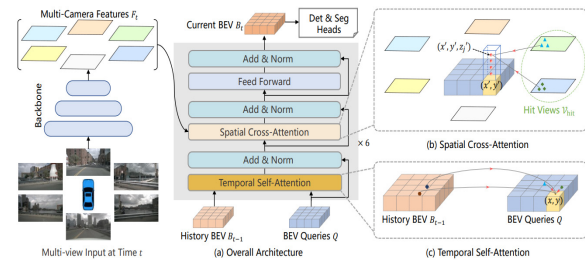 Multi-Camera Features F_t
Backbone
Multi-view Input at Time t
Current BEV B_t
Det & Seg
Heads
Add & Norm
Feed Forward
Add & Norm
Spatial Cross-Attention
× 6
Add & Norm
Temporal Self-Attention
History BEV B_{t−1}
BEV Queries Q
(a) Overall Architecture
(x′, y′, z_j′)
(x′, y′)
Hit Views 𝒱_hit
(b) Spatial Cross-Attention
(x, y)
History BEV B_{t−1}
BEV Queries Q
(c) Temporal Self-Attention